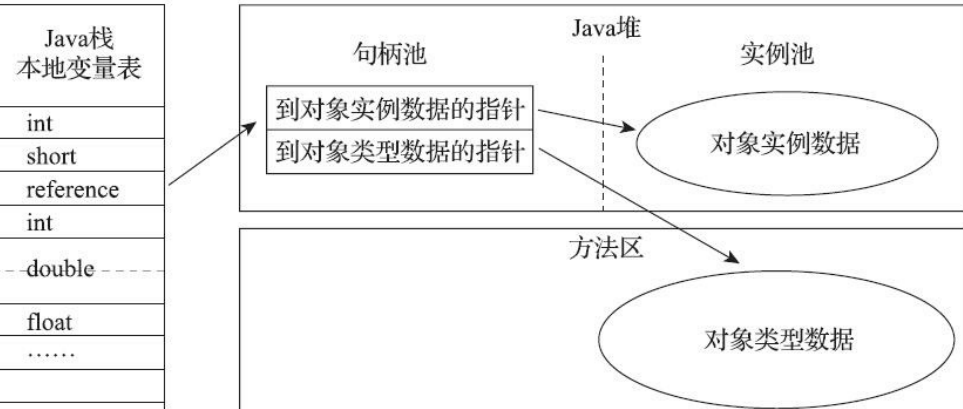 Java栈
本地变量表
int
short
reference
int
double
float
……
Java堆
句柄池
实例池
到对象实例数据的指针
到对象类型数据的指针
对象实例数据
方法区
对象类型数据